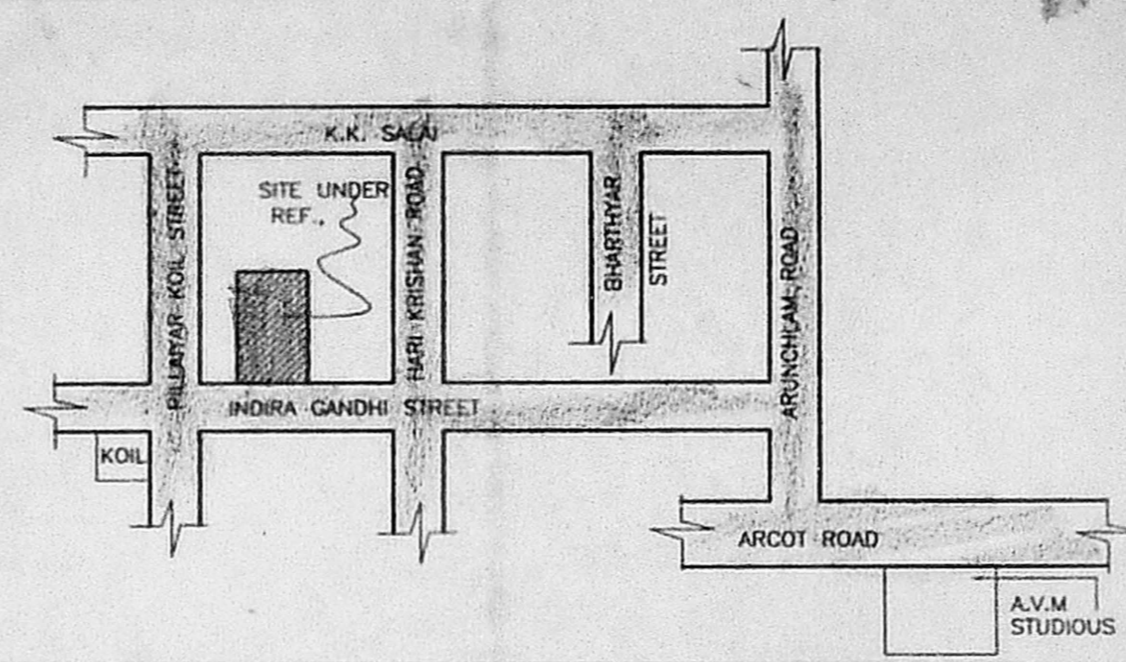 K.K. SALAI
PILLAIYAR KOIL STREET
SITE UNDER
REF.,
HARI KRISHAN ROAD
BHARTHYAR
STREET
ARUNCHLAM ROAD
INDIRA GANDHI STREET
KOIL
ARCOT ROAD
A.V.M
STUDIOUS